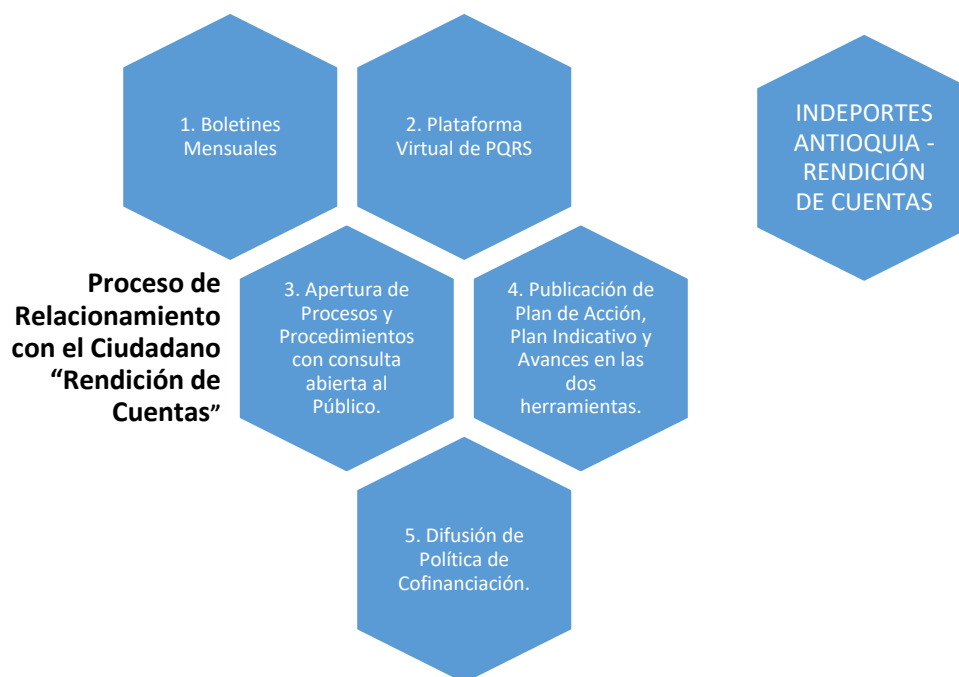 1. Boletines
Mensuales
2. Plataforma
Virtual de PQRS
INDEPORTES
ANTIOQUIA -
RENDICIÓN
DE CUENTAS
Proceso de
Relacionamiento
con el Ciudadano
“Rendición de
Cuentas”
3. Apertura de
Procesos y
Procedimientos
con consulta
abierta al
Público.
4. Publicación de
Plan de Acción,
Plan Indicativo y
Avances en las
dos
herramientas.
5. Difusión de
Política de
Cofinanciación.